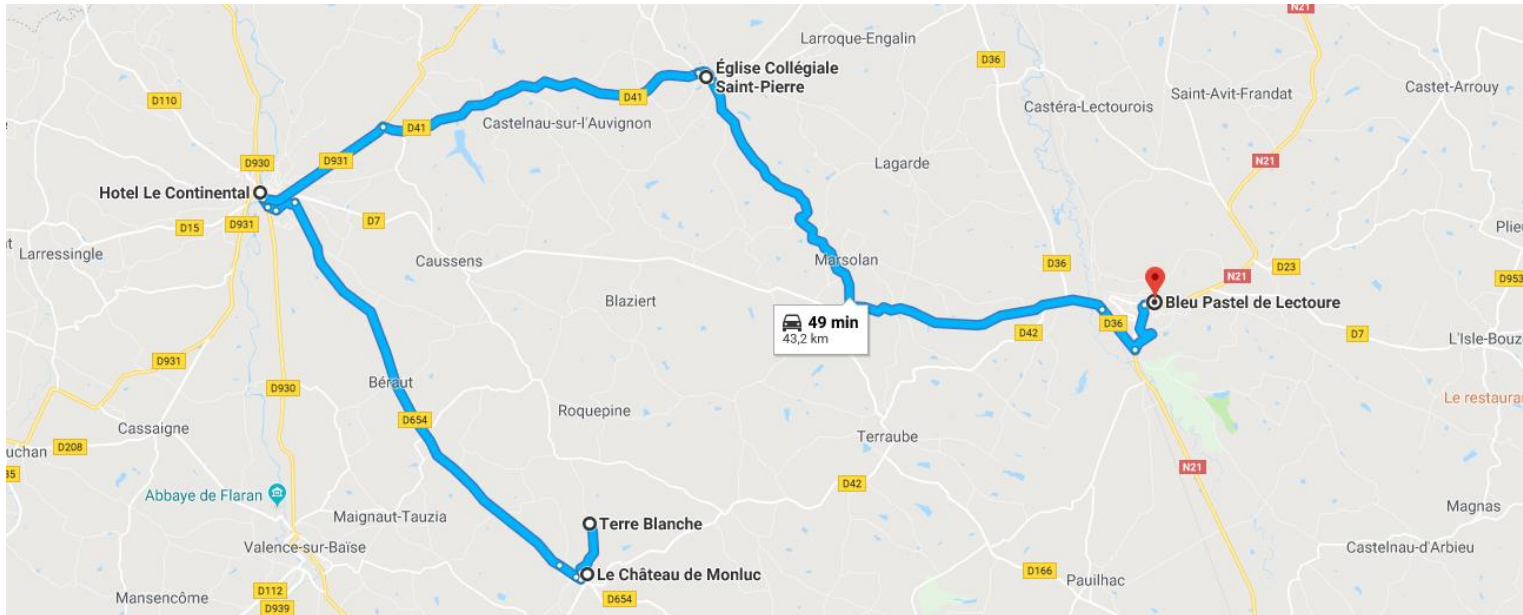 N21
Larroque-Engalin
D36
Église Collégiale
Saint-Pierre
Saint-Avit-Frandat
Castet-Arrouy
D110
D41
Castéra-Lectourois
D41
Castelnau-sur-l'Auvignon
D930
D931
Lagarde
N21
Hotel Le Continental
D931
D7
D15
Plieu
t
Larressingle
Caussens
Marsolan
D36
D23
N21
D953
Blaziert
Bleu Pastel de Lectoure
49 min
43,2 km
D36
D42
D7
L'Isle-Bouz
D931
Béraut
D930
Le restauran
Roquepine
D654
Cassaigne
Terraube
D208
uchan
N21
35
D42
Abbaye de Flaran
Magnas
Maignaut-Tauzia
Terre Blanche
Valence-sur-Baïse
Castelnau-d'Arbieu
Le Château de Monluc
D166
Pauilhac
D112
Mansencôme
D654
D939